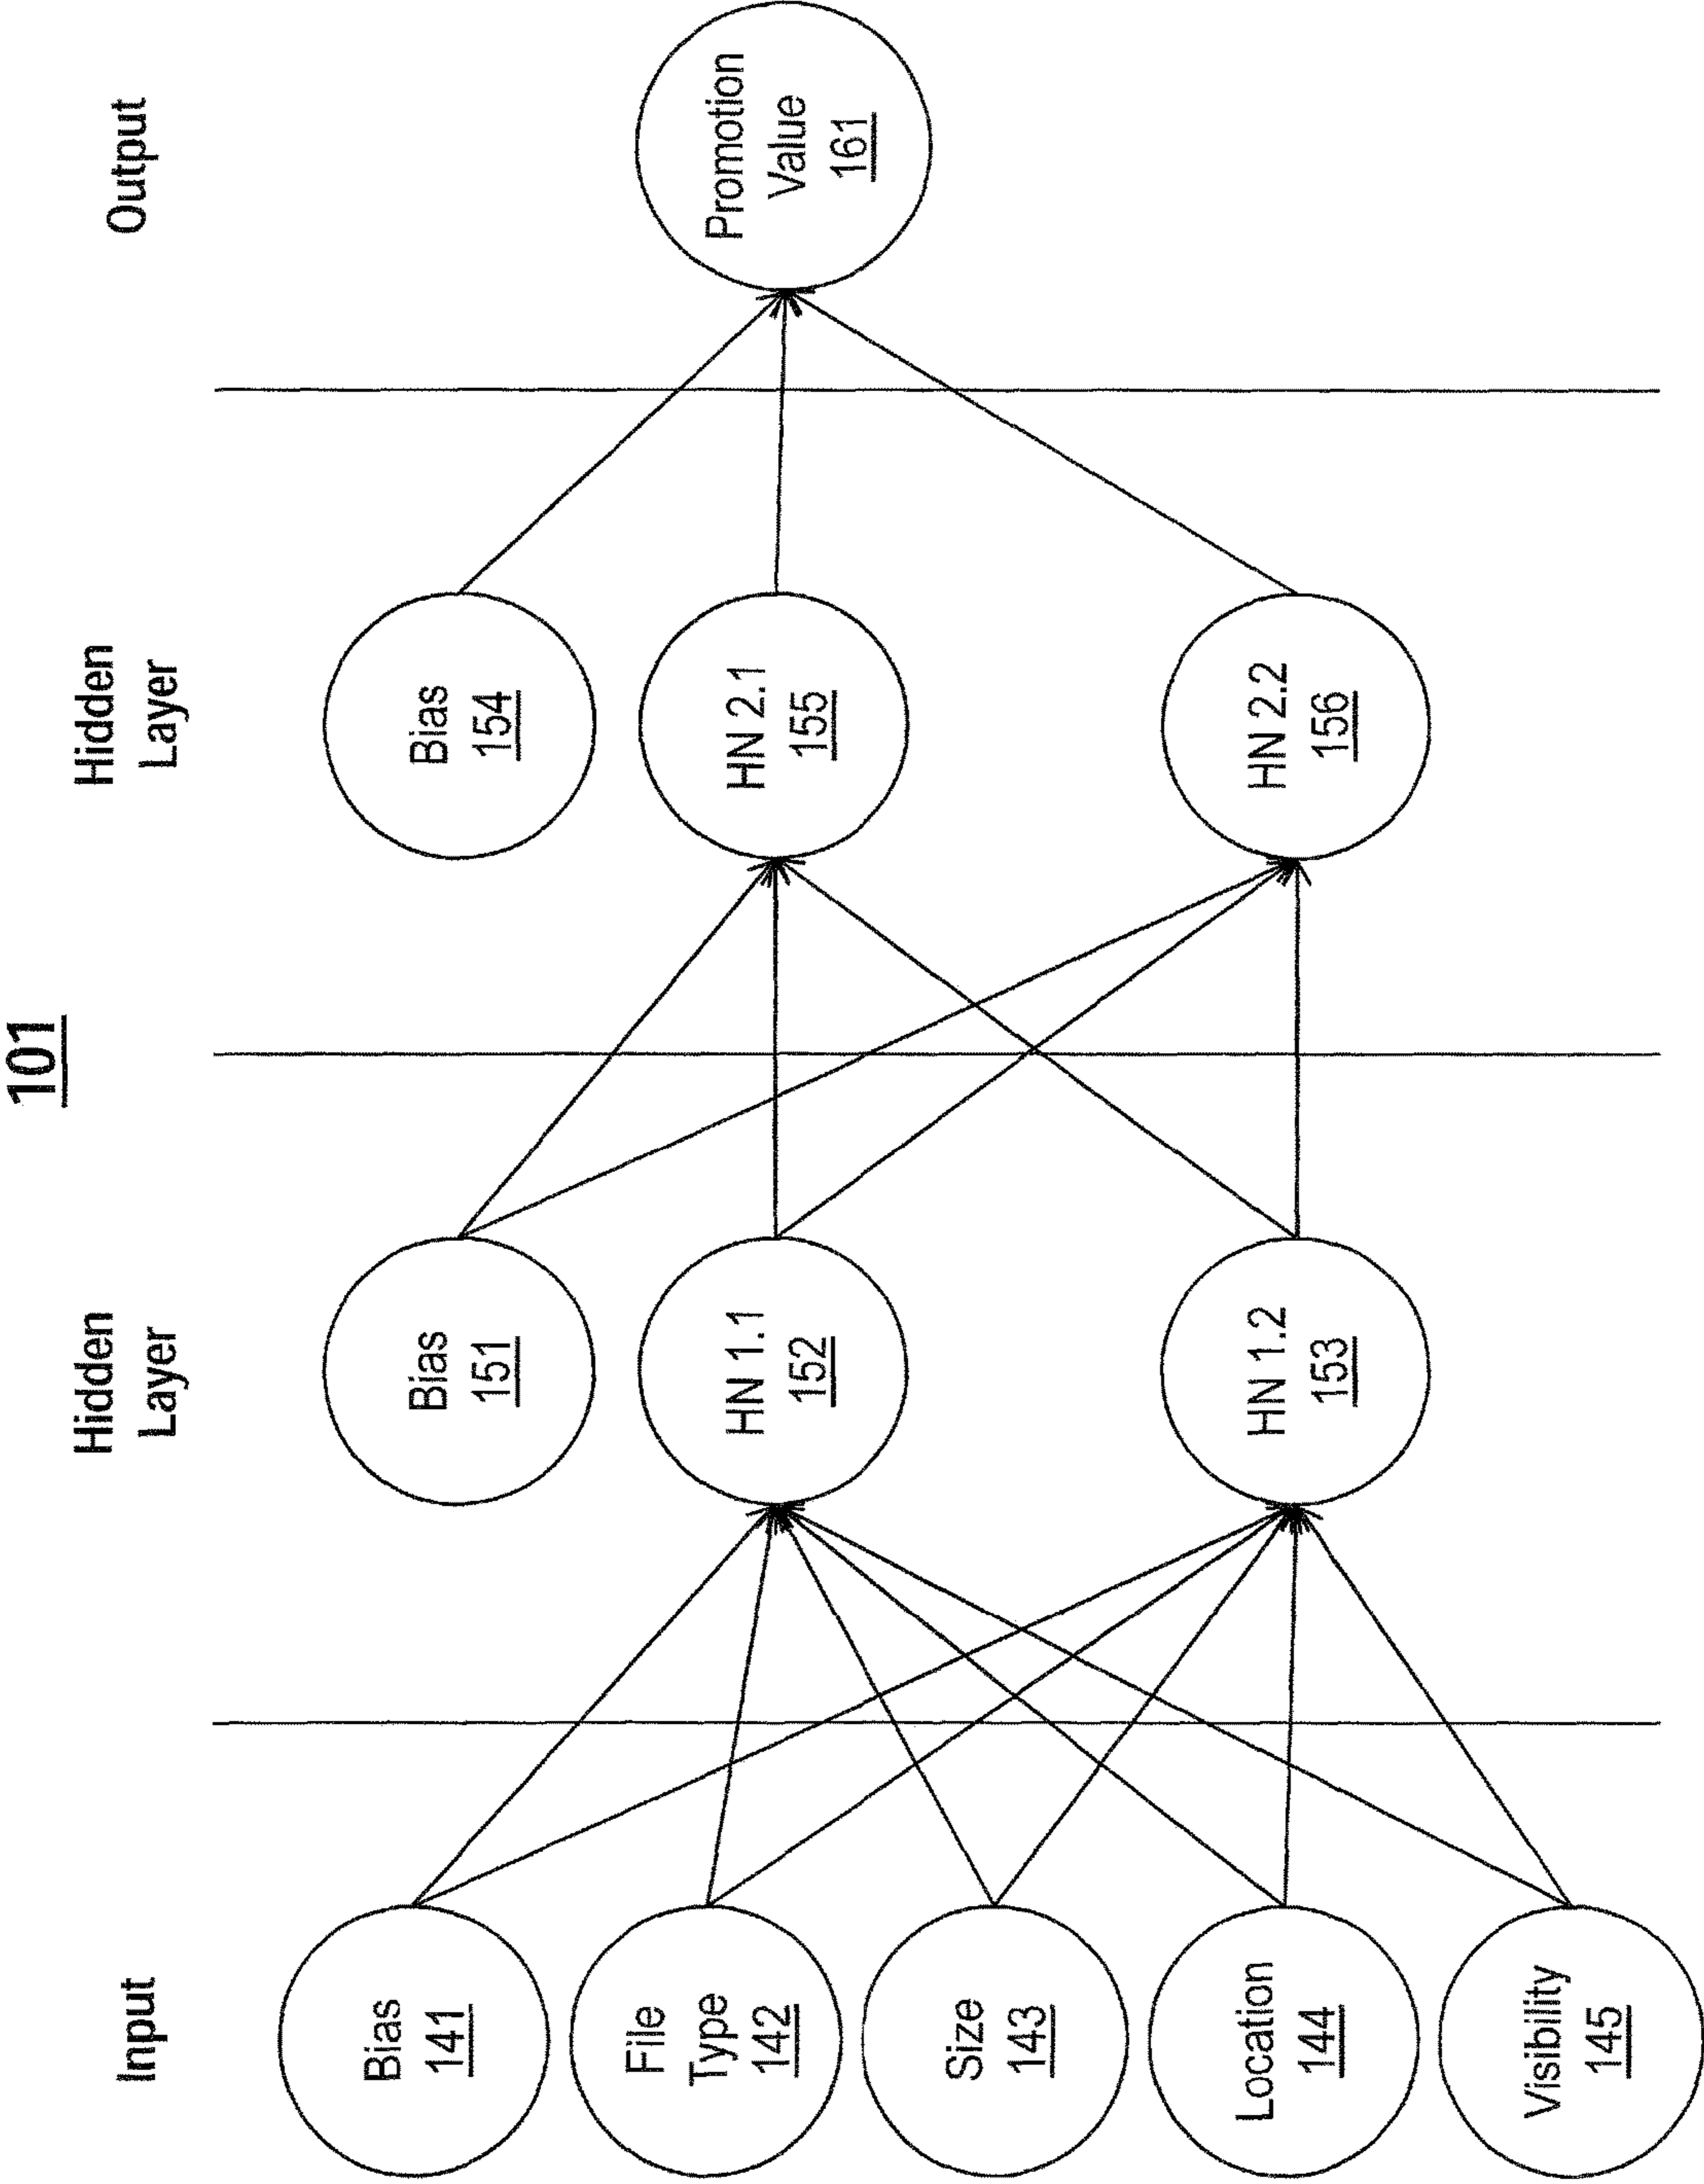 101
Input
Hidden
Layer
Hidden
Layer
Output
Bias
141
File
Type
142
Size
143
Location
144
Visibility
145
Bias
151
HN 1.1
152
HN 1.2
153
Bias
154
HN 2.1
155
HN 2.2
156
Promotion
Value
161